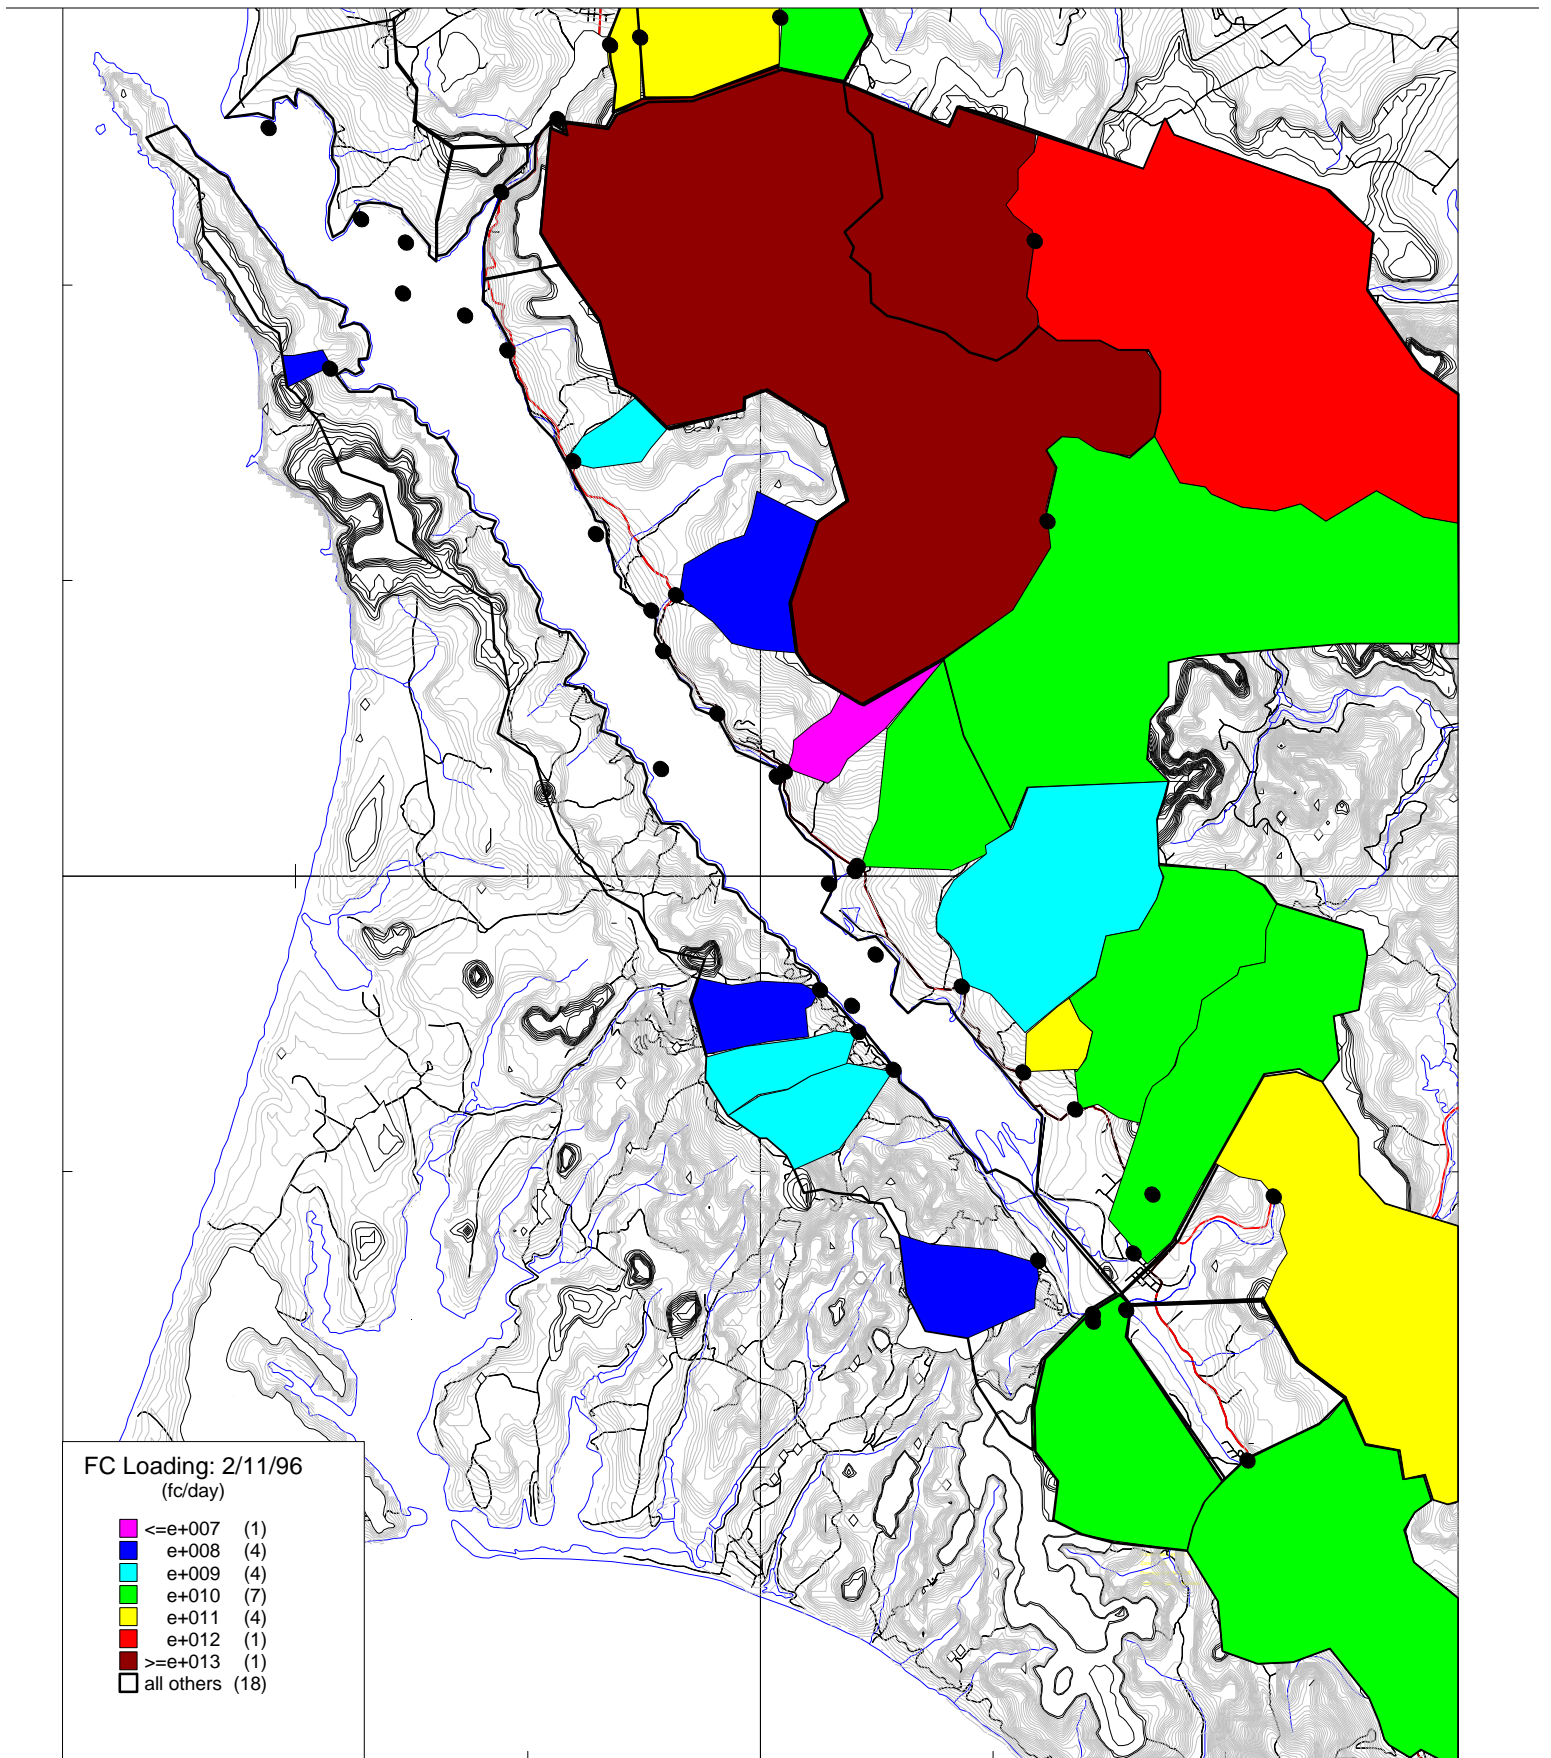 FC Loading: 2/11/96
(fc/day)
<=e+007 (1)
e+008 (4)
e+009 (4)
e+010 (7)
e+011 (4)
e+012 (1)
>=e+013 (1)
all others (18)